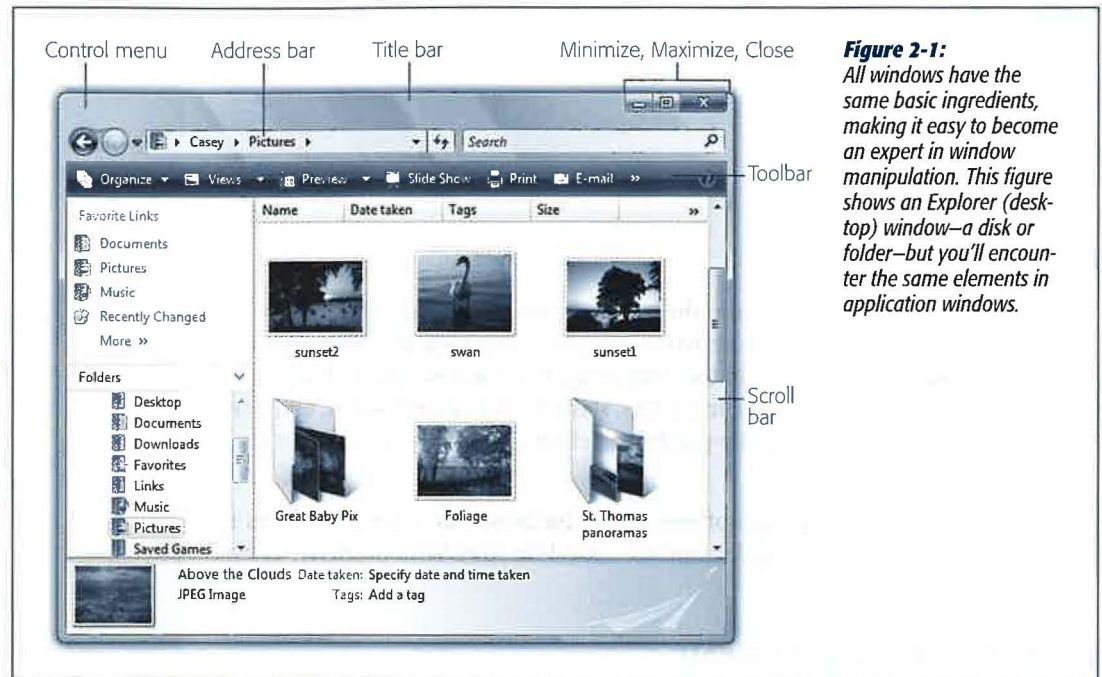 Control menu Address bar Title bar Minimize, Maximize, Close
Casey Pictures
Search
Organize Views Preview Slide Show Print E-mail »
Toolbar
Favorite Links
Documents
Pictures
Music
Recently Changed
More »
Folders
Desktop
Documents
Downloads
Favorites
Links
Music
Pictures
Saved Games
Name Date taken Tags Size »
sunset2 swan sunset1
Great Baby Pix Foliage St. Thomas
panoramas
Scroll
bar
Above the Clouds Date taken: Specify date and time taken
JPEG Image Tags: Add a tag
Figure 2-1:
All windows have the
same basic ingredients,
making it easy to become
an expert in window
manipulation. This figure
shows an Explorer (desk-
top) window—a disk or
folder—but you'll encoun-
ter the same elements in
application windows.